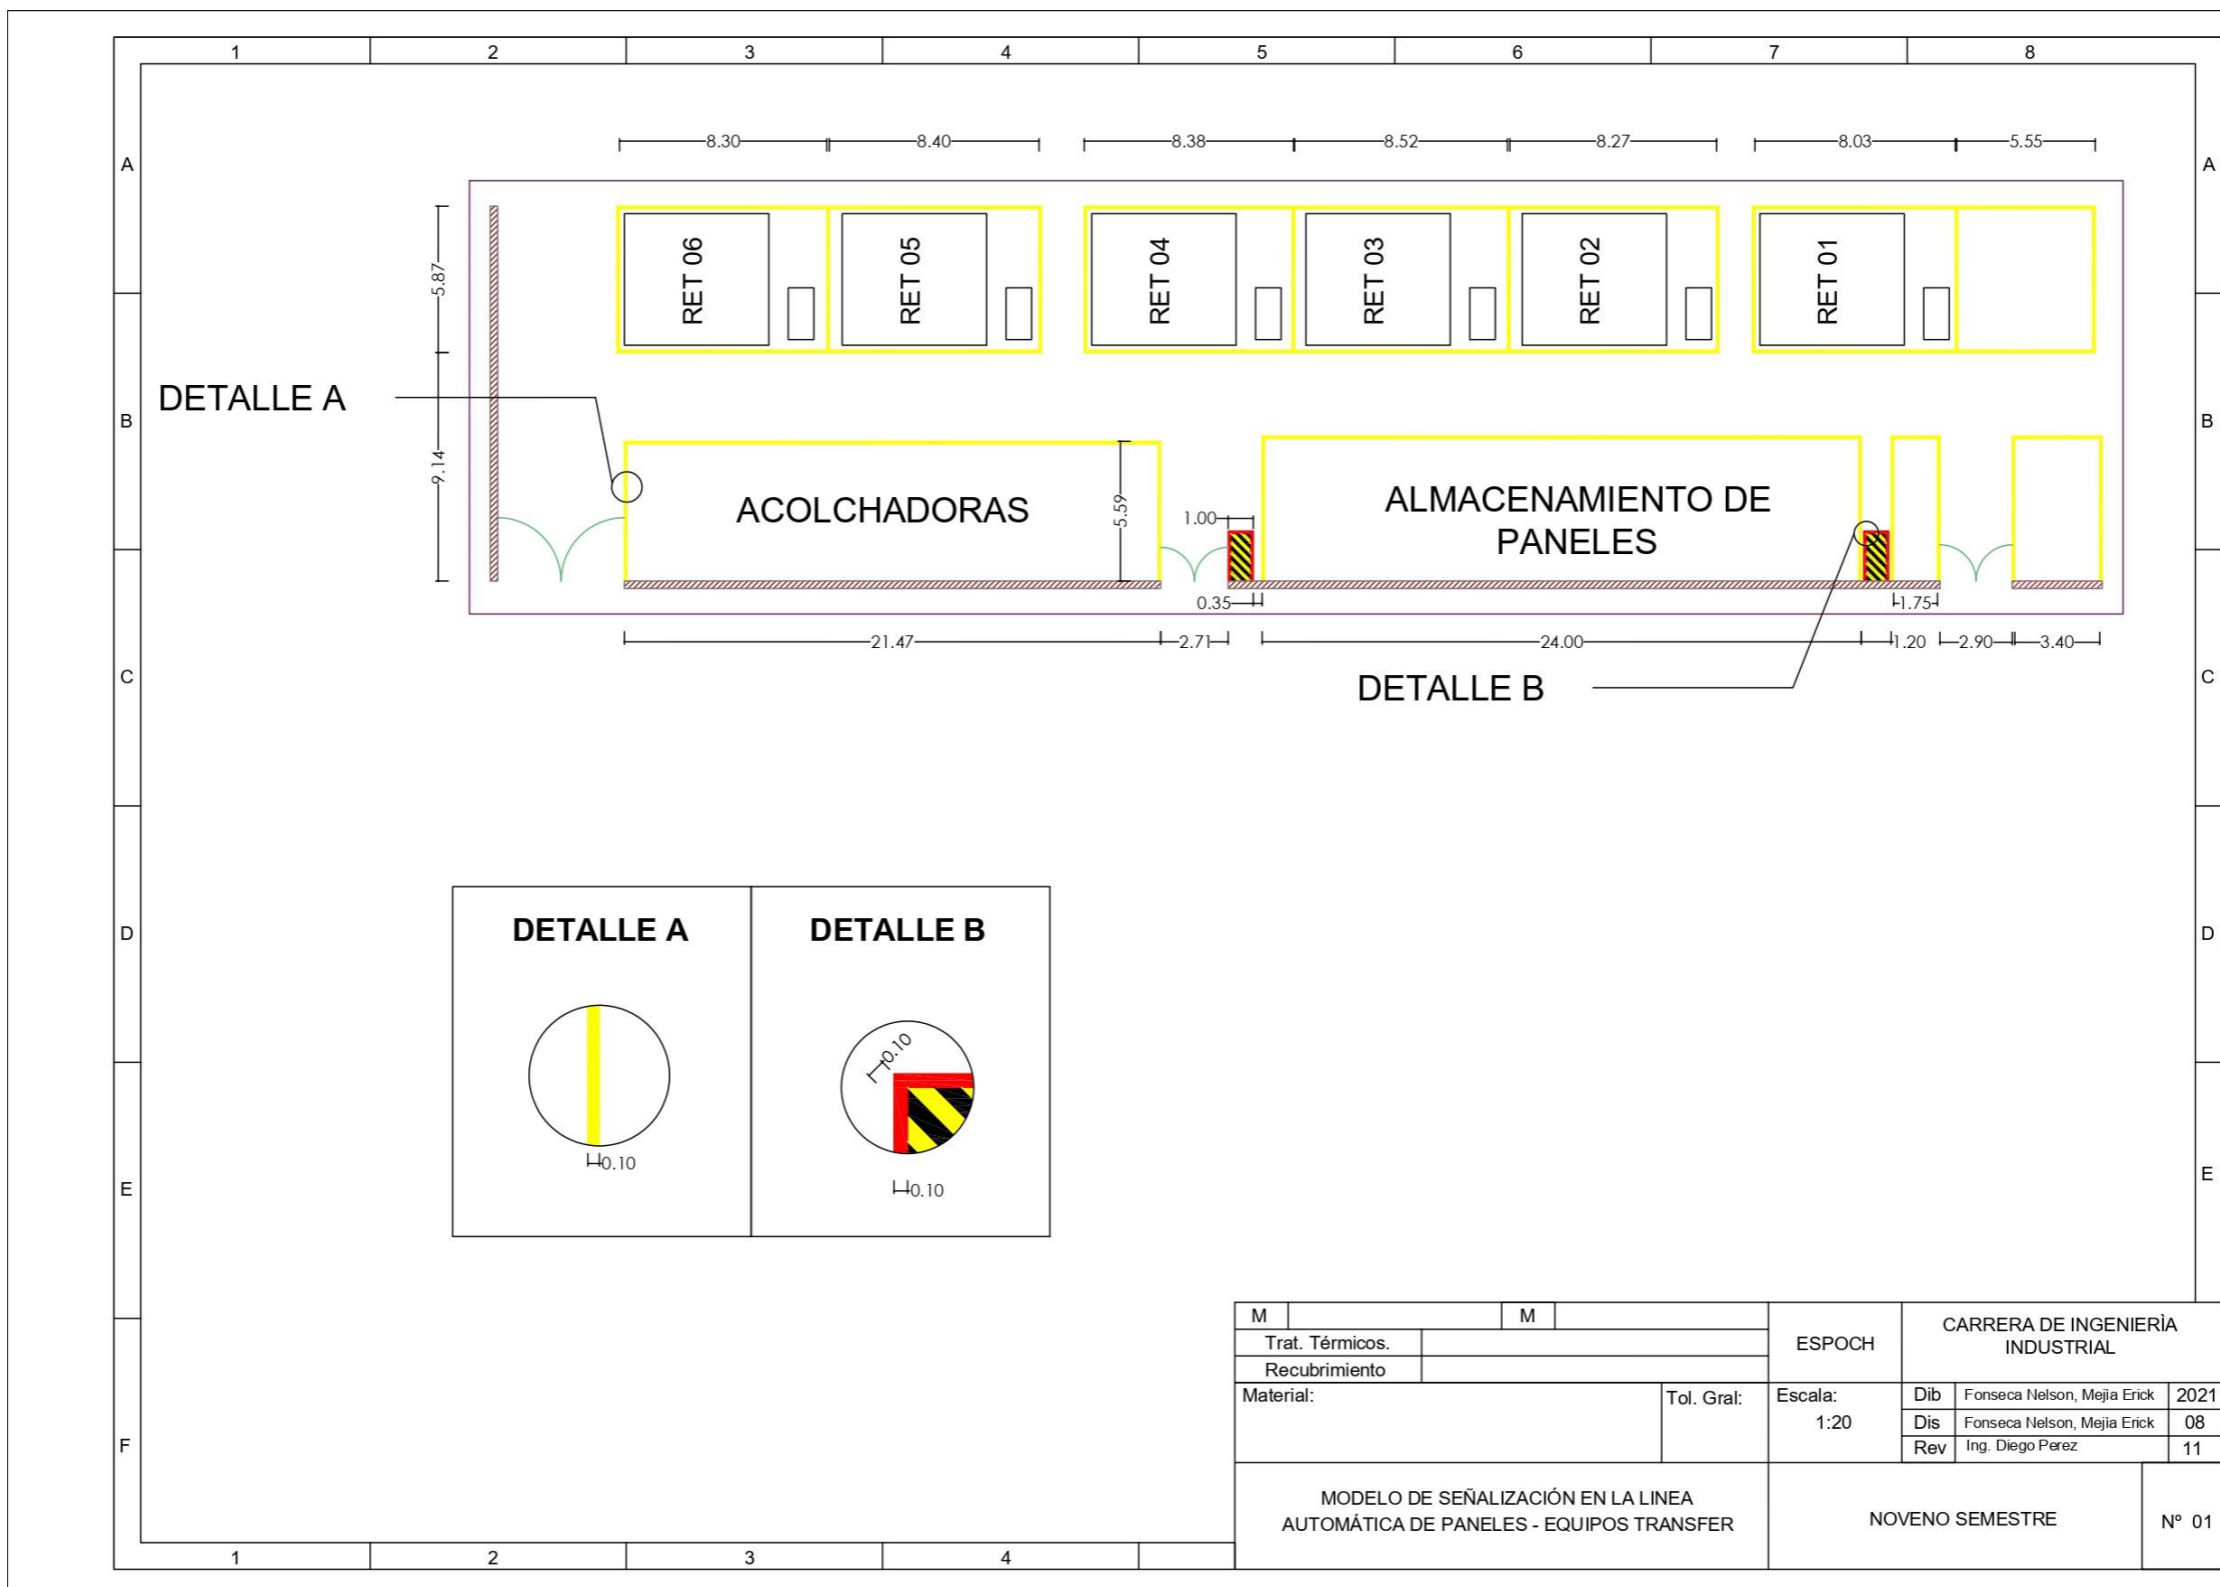 1 2 3 4 5 6 7 8
8.30 8.40 8.38 8.52 8.27 8.03 5.55
A A
RET 06 RET 05 RET 04 RET 03 RET 02 RET 01
5.87
DETALLE A
B B
9.14
ACOLCHADORAS
5.59
1.00
ALMACENAMIENTO DE
PANELES
0.35
1.75
21.47 2.71 24.00 1.20 2.90 3.40
C C
DETALLE B
DETALLE A DETALLE B
D D
0.10
0.10
0.10
E E
M M
Trat. Térmicos.
Recubrimiento
ESPOCH
CARRERA DE INGENIERÌA
INDUSTRIAL
Material: Tol. Gral: Escala:
1:20
Dib Fonseca Nelson, Mejia Erick 2021
Dis Fonseca Nelson, Mejia Erick 08
Rev Ing. Diego Perez 11
F
MODELO DE SEÑALIZACIÓN EN LA LINEA
AUTOMÁTICA DE PANELES - EQUIPOS TRANSFER
NOVENO SEMESTRE
Nº 01
1 2 3 4